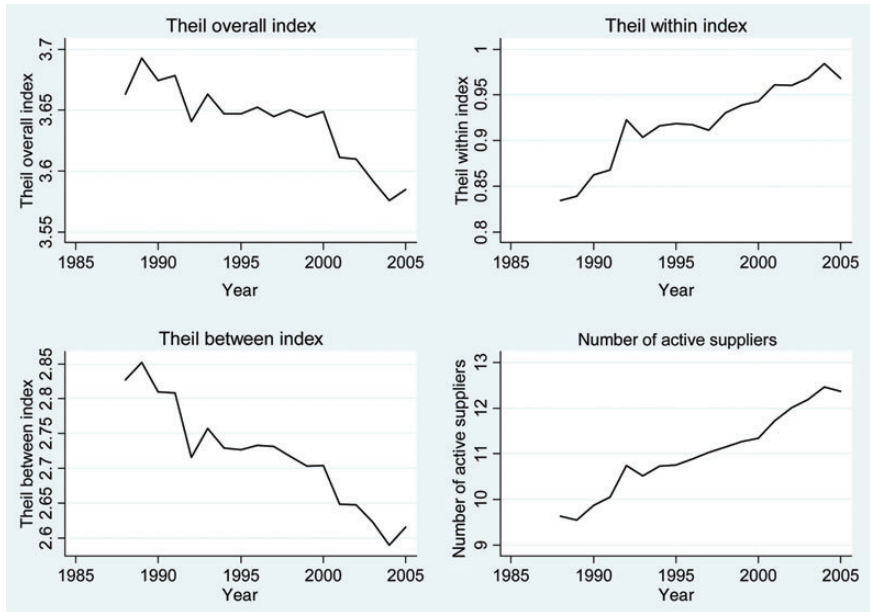 Theil overall index
Theil overall index
3.7
3.65
3.6
3.55
1985 1990 1995 2000 2005
Year
Theil within index
Theil within index
1
0.95
0.9
0.85
0.8
1985 1990 1995 2000 2005
Year
Theil between index
Theil between index
2.85
2.8
2.75
2.7
2.65
2.6
1985 1990 1995 2000 2005
Year
Number of active suppliers
Number of active suppliers
13
12
11
10
9
1985 1990 1995 2000 2005
Year